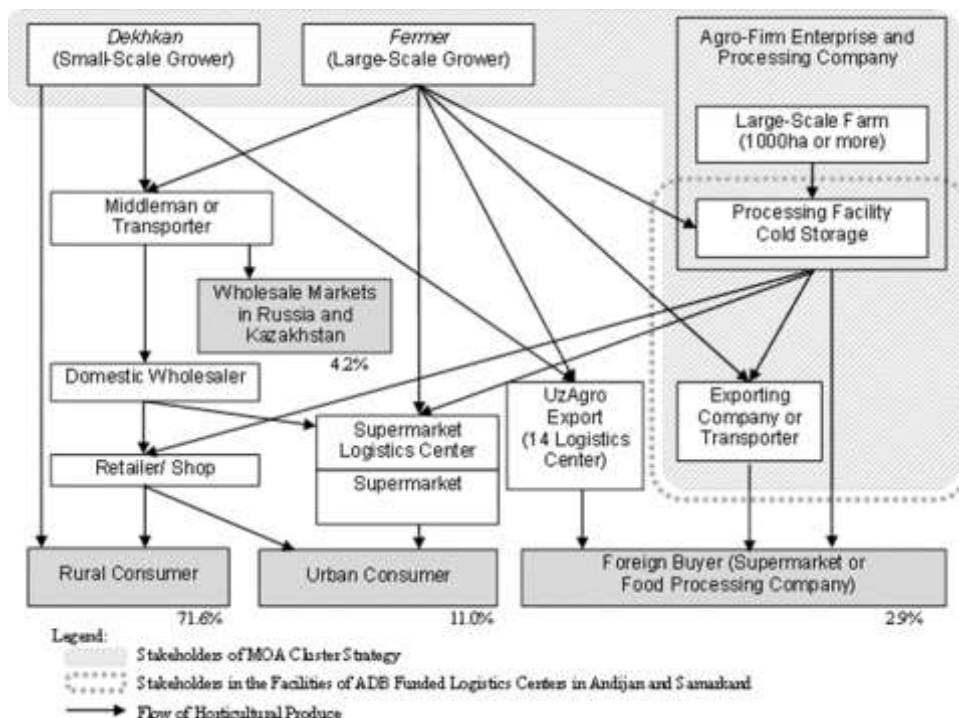 Dekhkan
(Small-Scale Grower)
Fermer
(Large-Scale Grower)
Agro-Firm Enterprise and
Processing Company
Large-Scale Farm
(1000ha or more)
Middleman or
Transporter
Processing Facility
Cold Storage
Wholesale Markets
in Russia and
Kazakhstan
4.2%
Domestic Wholesaler
UzAgro
Export
(14 Logistics
Center)
Exporting
Company or
Transporter
Supermarket
Logistics Center
Retailer/ Shop
Supermarket
Rural Consumer
Urban Consumer
Foreign Buyer (Supermarket or
Food Processing Company)
71.6%
11.0%
2.9%
Legend:
Stakeholders of MOA Cluster Strategy
Stakeholders in the Facilities of ADB Funded Logistics Centers in Andijan and Samarkand
Flow of Horticultural Produce